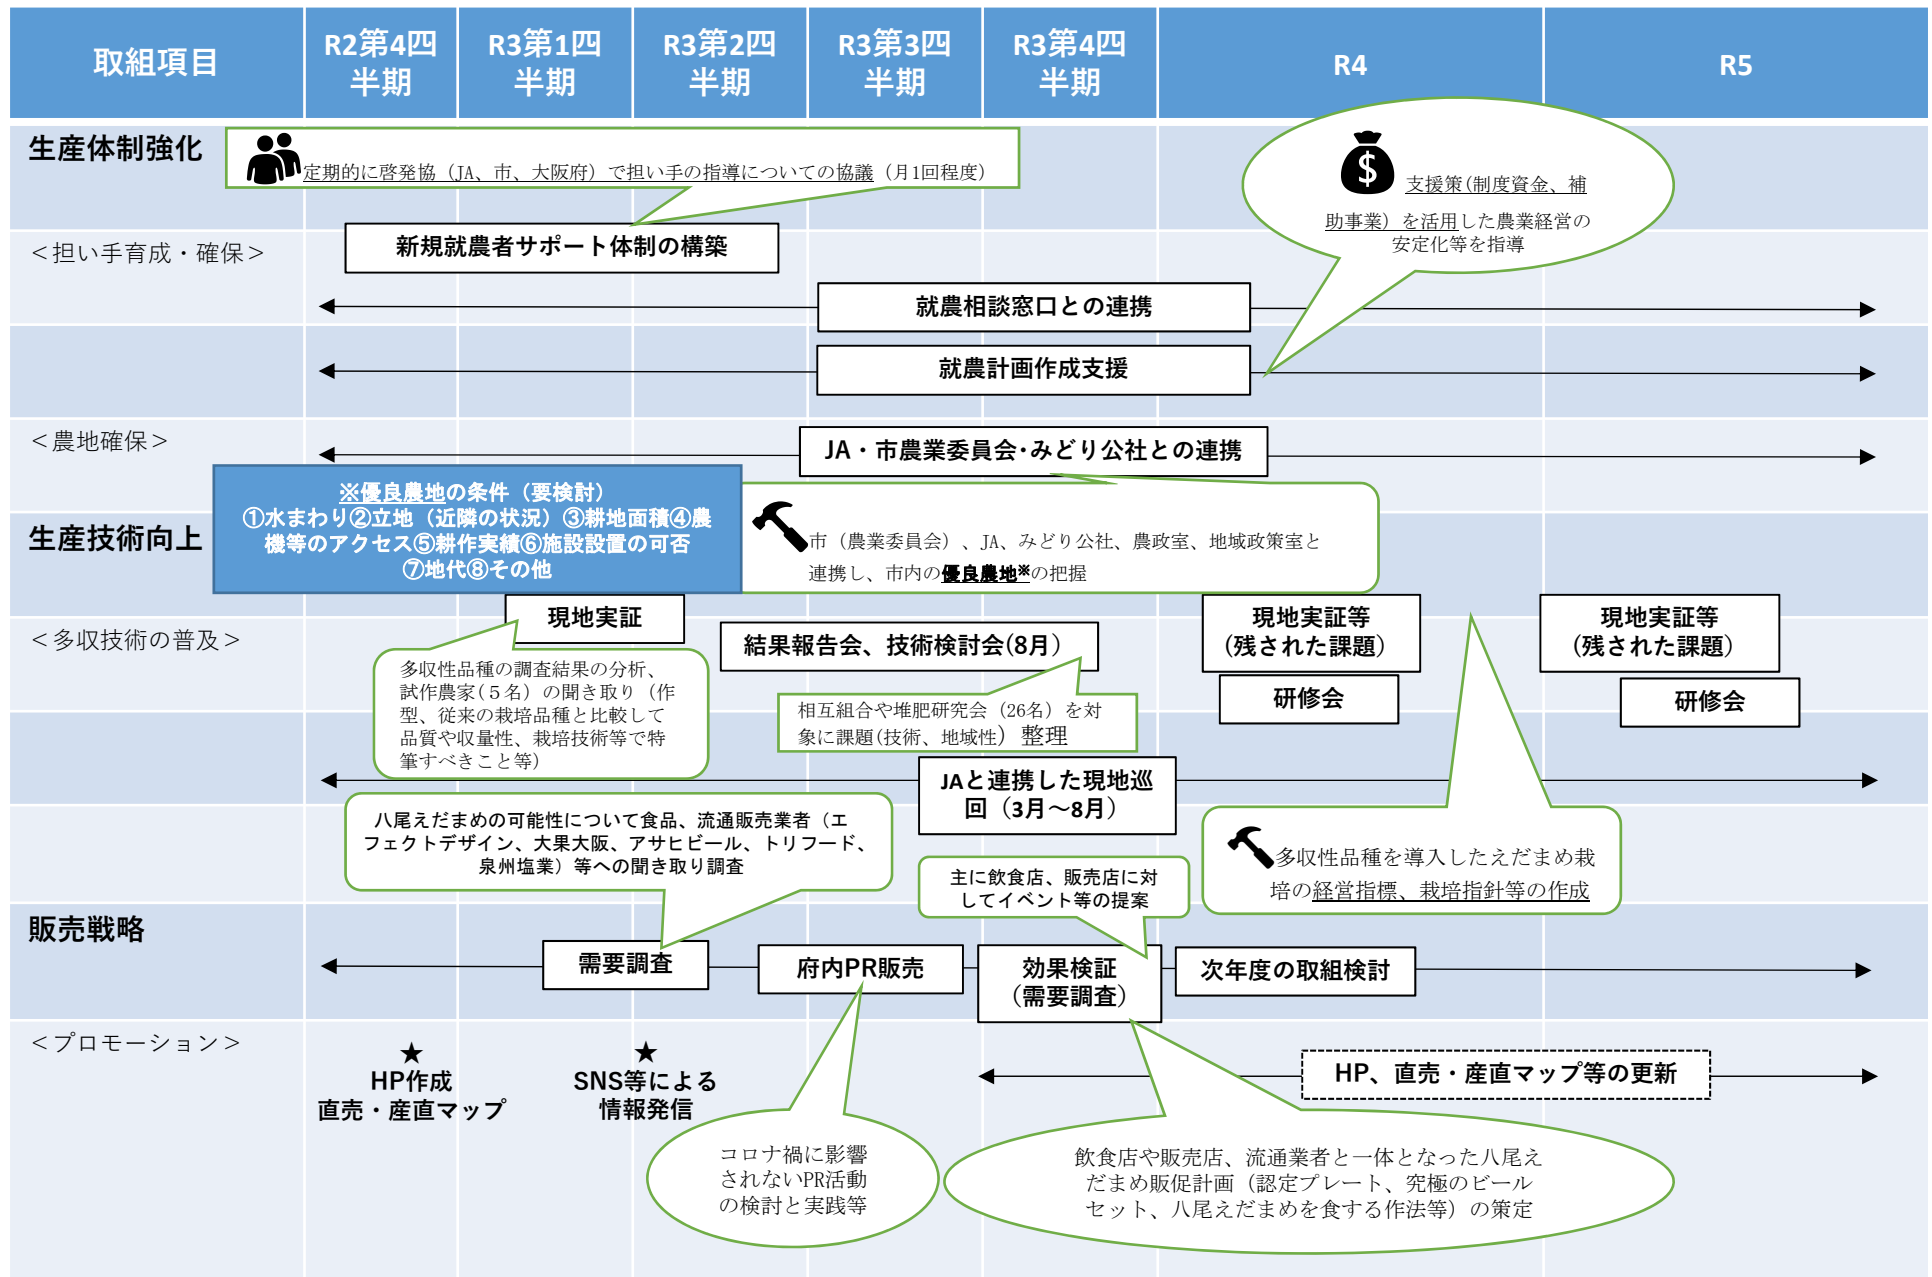 取組項目
R2第4四
半期
R3第1四
半期
R3第2四
半期
R3第3四
半期
R3第4四
半期
R4
R5
生産体制強化
定期的に啓発協（JA、市、大阪府）で担い手の指導についての協議（月1回程度）
支援策(制度資金、補
助事業）を活用した農業経営の
安定化等を指導
＜担い手育成・確保＞
新規就農者サポート体制の構築
就農相談窓口との連携
就農計画作成支援
＜農地確保＞
JA・市農業委員会・みどり公社との連携
※優良農地の条件（要検討）
①水まわり②立地（近隣の状況）③耕地面積④農
機等のアクセス⑤耕作実績⑥施設設置の可否
⑦地代⑧その他
市（農業委員会）、JA、みどり公社、農政室、地域政策室と
連携し、市内の優良農地※の把握
生産技術向上
＜多収技術の普及＞
現地実証
結果報告会、技術検討会(8月）
現地実証等
(残された課題）
現地実証等
(残された課題）
研修会
研修会
多収性品種の調査結果の分析、
試作農家(５名）の聞き取り（作
型、従来の栽培品種と比較して
品質や収量性、栽培技術等で特
筆すべきこと等）
相互組合や堆肥研究会（26名）を対
象に課題(技術、地域性）整理
JAと連携した現地巡
回（3月～8月）
八尾えだまめの可能性について食品、流通販売業者（エ
フェクトデザイン、大果大阪、アサヒビール、トリフード、
泉州塩業）等への聞き取り調査
主に飲食店、販売店に対
してイベント等の提案
多収性品種を導入したえだまめ栽
培の経営指標、栽培指針等の作成
販売戦略
需要調査
府内PR販売
効果検証
（需要調査）
次年度の取組検討
＜プロモーション＞
★
HP作成
直売・産直マップ
★
SNS等による
情報発信
HP、直売・産直マップ等の更新
コロナ禍に影響
されないPR活動
の検討と実践等
飲食店や販売店、流通業者と一体となった八尾え
だまめ販促計画（認定プレート、究極のビール
セット、八尾えだまめを食する作法等）の策定